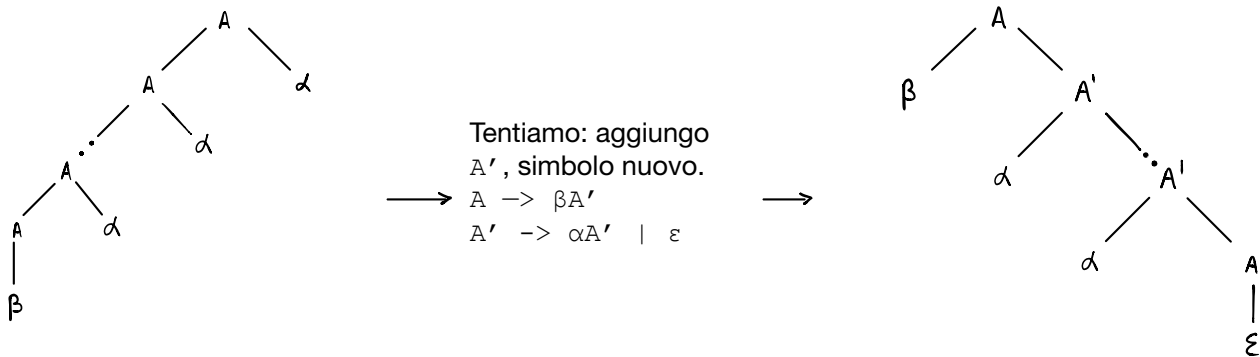 A
A α
A α
A α
β
Tentiamo: aggiungo
A′, simbolo nuovo.
A —> βA′
A′ -> αA′ | ε
A
β A'
α A'
α A
ε